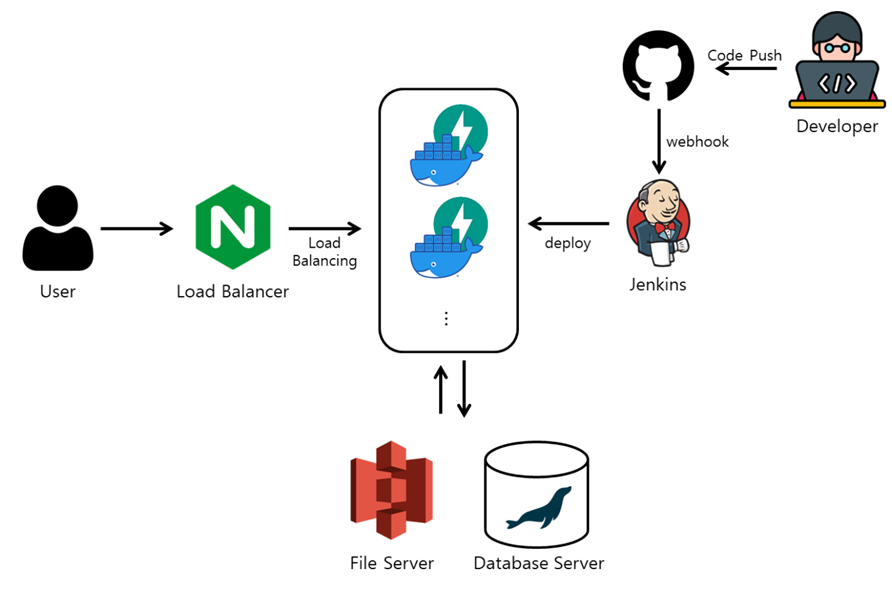 Code Push
Developer
webhook
N
</>
Load
Balancing
deploy
User
Load Balancer
Jenkins
⋮
File Server
Database Server